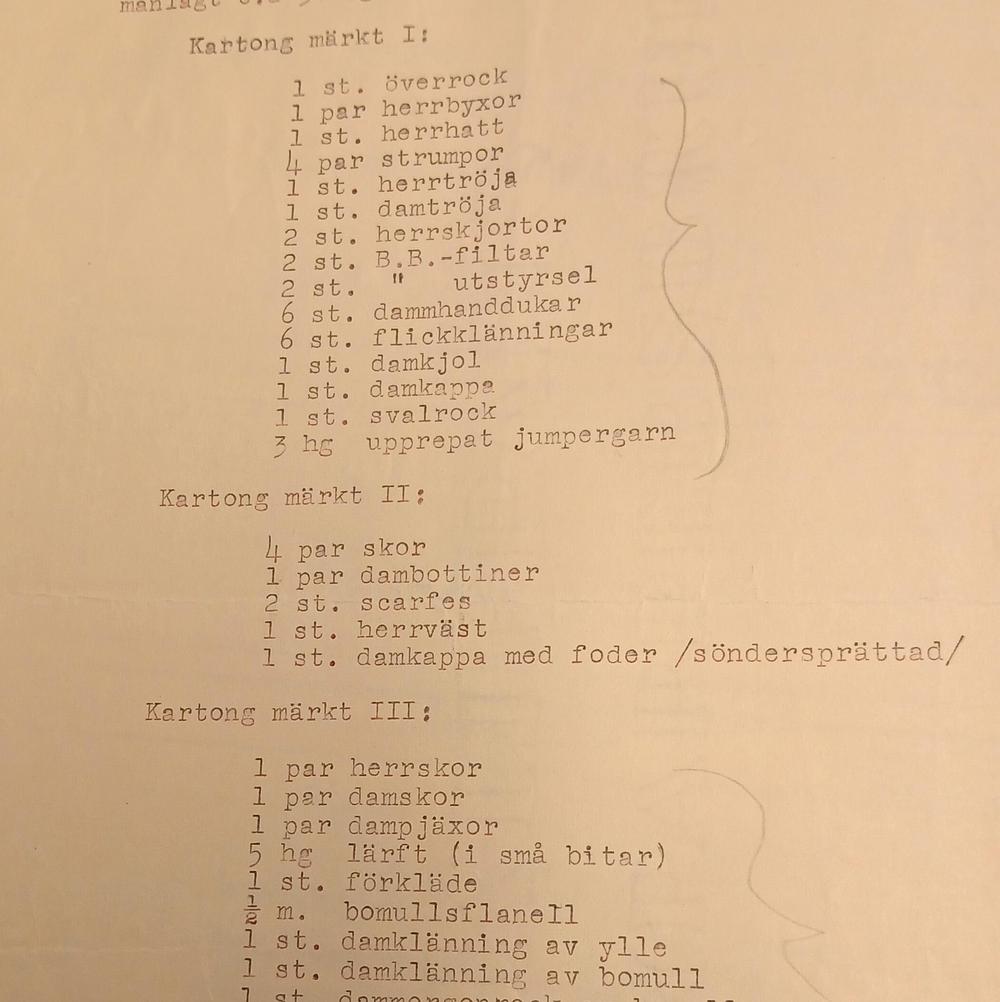 Kartong märkt I:
1 st. överrock
1 par herrbyxor
1 st. herrhatt
4 par strumpor
1 st. herrtröja
1 st. damtröja
2 st. herrskjortor
2 st. B.B.-filtar
2 st. " utstyrsel
6 st. dammhanddukar
6 st. flickklänningar
1 st. damkjol
1 st. damkappa
1 st. svalrock
3 hg upprepat jumpergarn
Kartong märkt II:
4 par skor
1 par dambottiner
2 st. scarfes
1 st. herrväst
1 st. damkappa med foder /söndersprättad/
Kartong märkt III:
1 par herrskor
1 par damskor
1 par dampjäxor
5 hg lärft (i små bitar)
1 st. förkläde
½ m. bomullsflanell
1 st. damklänning av ylle
1 st. damklänning av bomull
1 st.